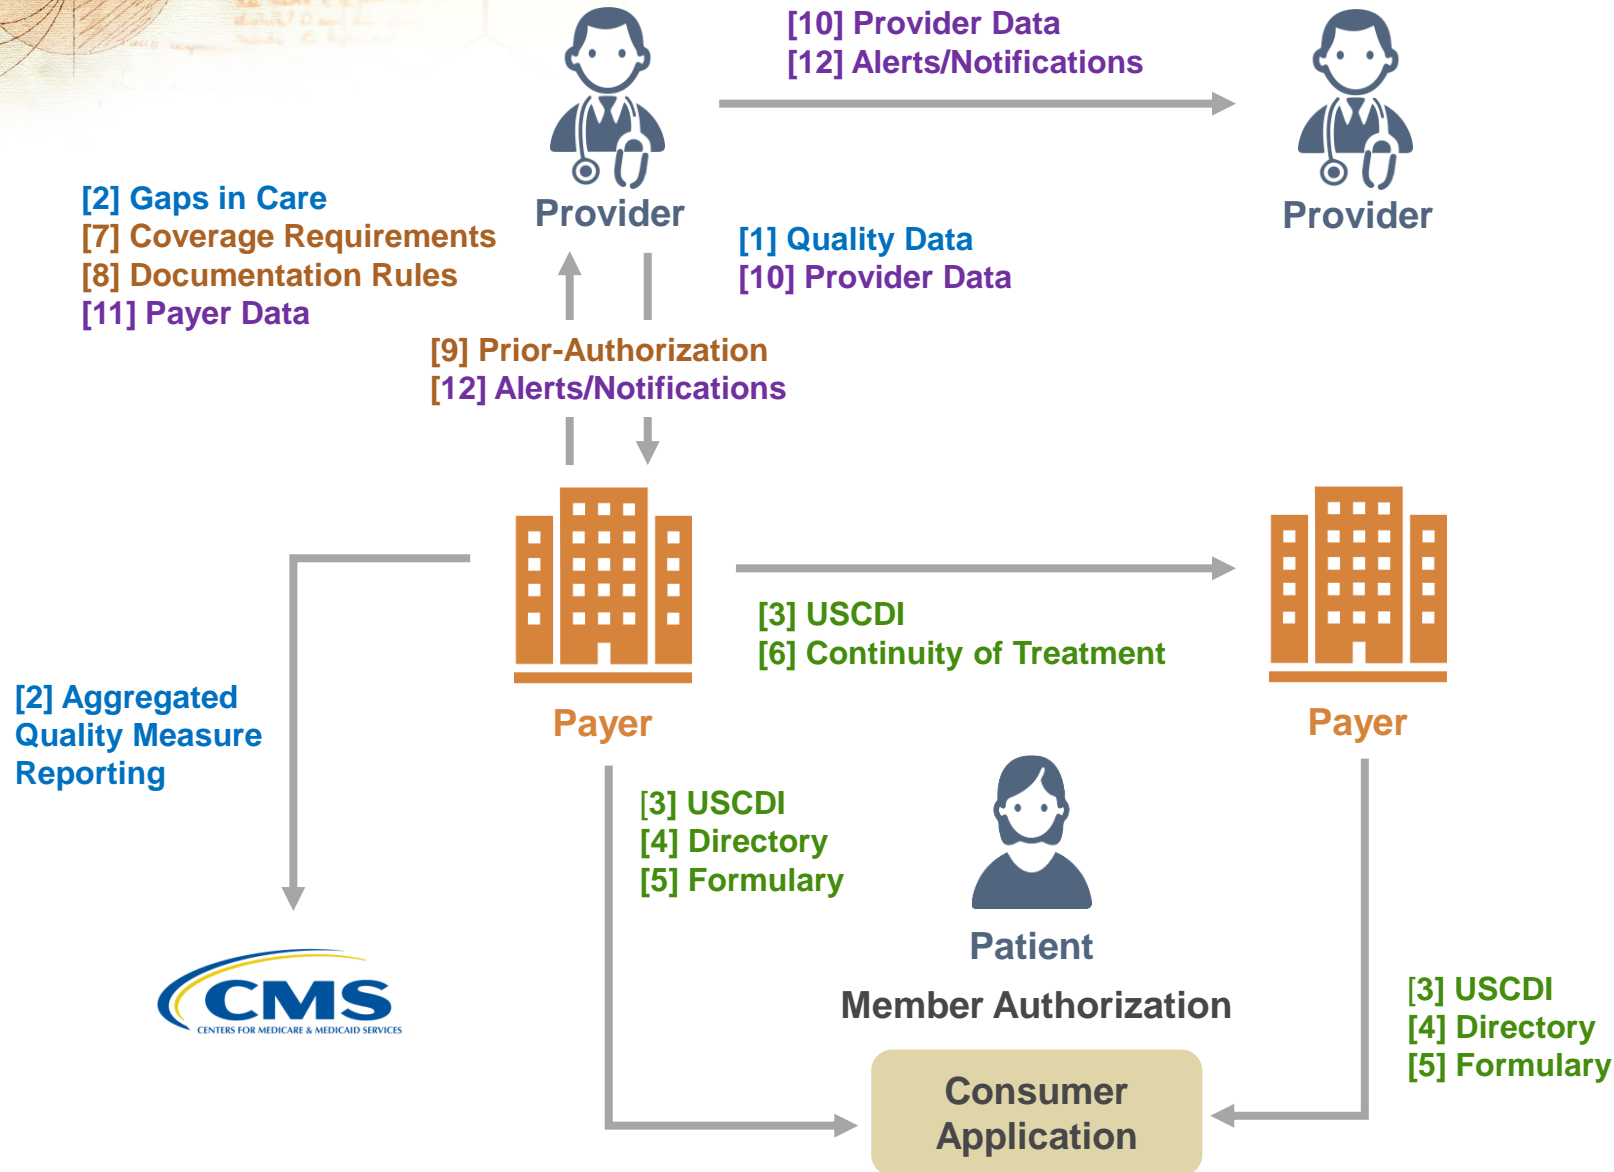 [10] Provider Data
[12] Alerts/Notifications
Provider
Provider
[2] Gaps in Care
[7] Coverage Requirements
[8] Documentation Rules
[11] Payer Data
[1] Quality Data
[10] Provider Data
[9] Prior-Authorization
[12] Alerts/Notifications
[3] USCDI
[6] Continuity of Treatment
Payer
Payer
[2] Aggregated
Quality Measure
Reporting
[3] USCDI
[4] Directory
[5] Formulary
Patient
Member Authorization
CMS
CENTERS FOR MEDICARE & MEDICAID SERVICES
[3] USCDI
[4] Directory
[5] Formulary
Consumer
Application